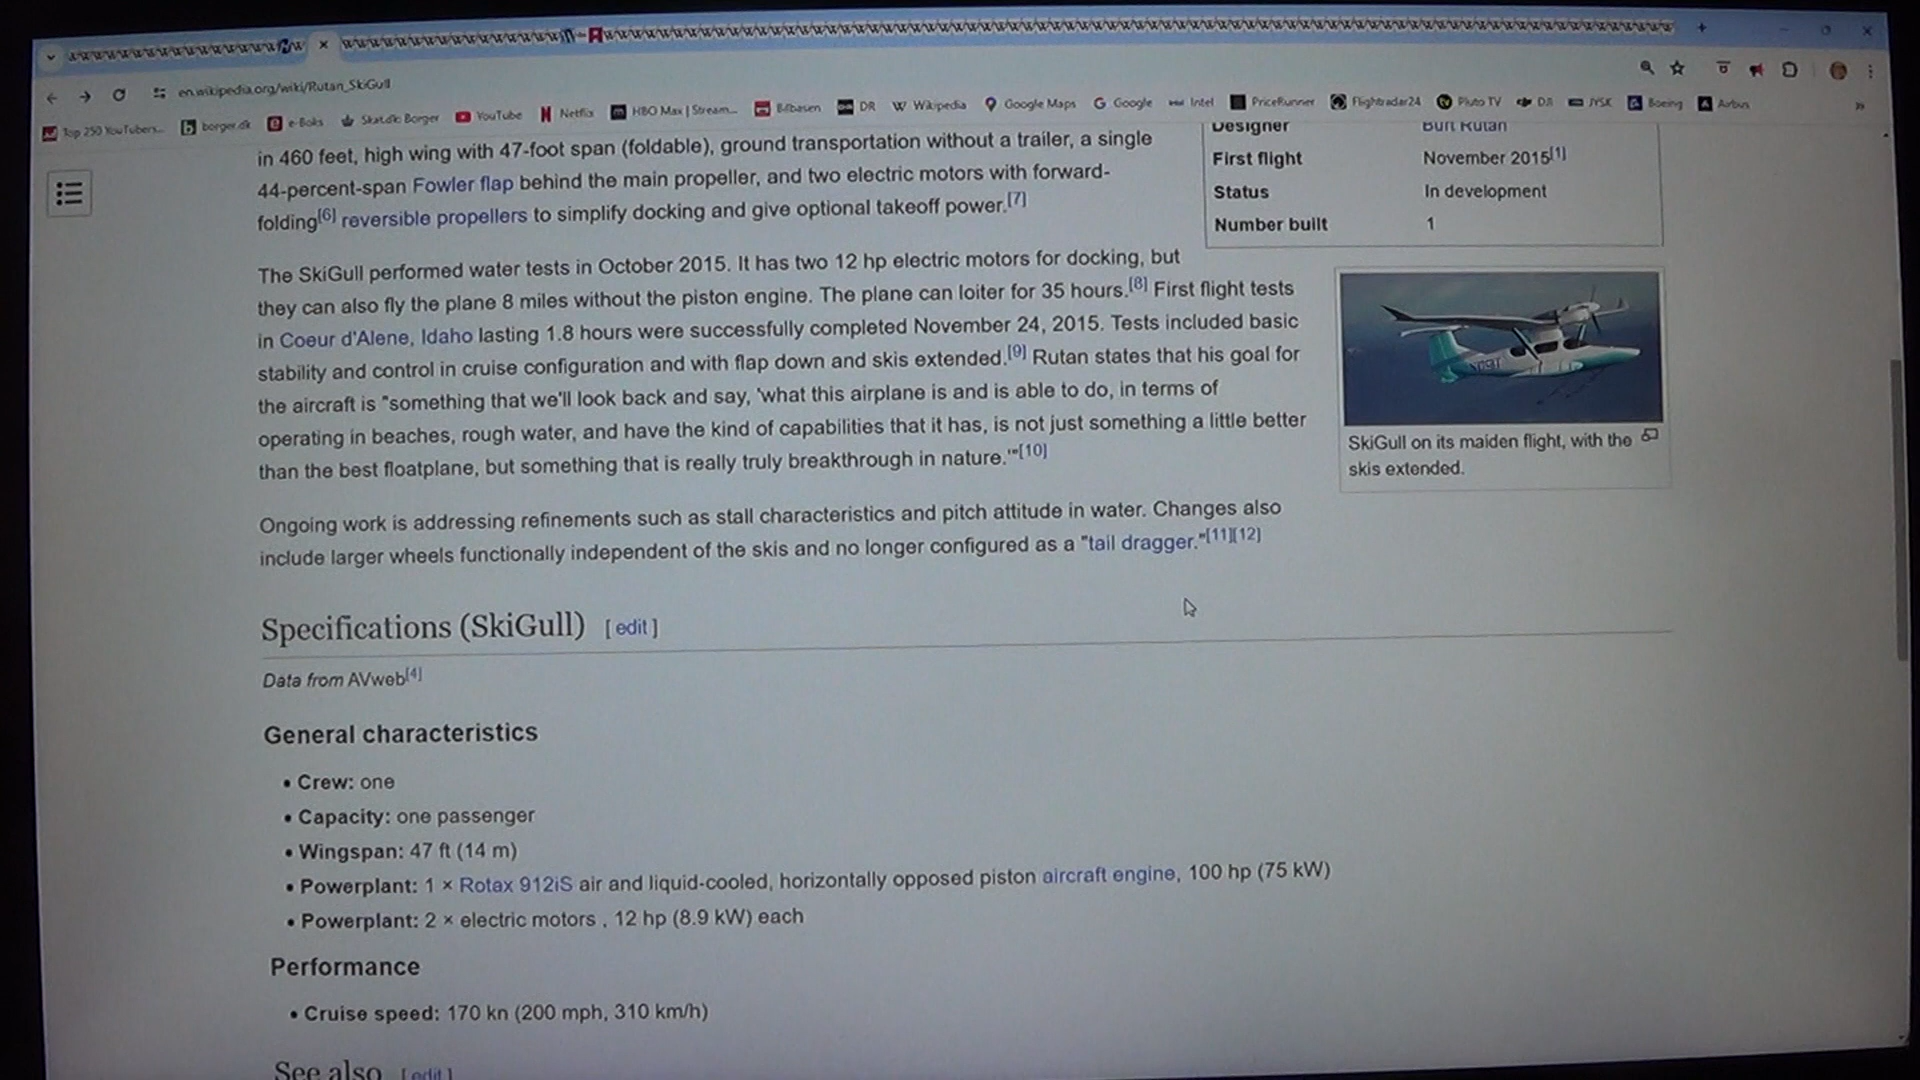 en.wikipedia.org/wiki/Rutan_SkiGull
Top 250 YouTubers... borger.dk e-Boks Skat.dk: Borger YouTube Netflix HBO Max | Stream... Bilbasen DR Wikipedia Google Maps Google Intel PriceRunner Flightradar24 Pluto TV DJI JYSK Boeing Airbus
Designer Burt Rutan
First flight November 2015[1]
Status In development
Number built 1
in 460 feet, high wing with 47-foot span (foldable), ground transportation without a trailer, a single
44-percent-span Fowler flap behind the main propeller, and two electric motors with forward-
folding[6] reversible propellers to simplify docking and give optional takeoff power.[7]
The SkiGull performed water tests in October 2015. It has two 12 hp electric motors for docking, but
they can also fly the plane 8 miles without the piston engine. The plane can loiter for 35 hours.[8] First flight tests
in Coeur d'Alene, Idaho lasting 1.8 hours were successfully completed November 24, 2015. Tests included basic
stability and control in cruise configuration and with flap down and skis extended.[9] Rutan states that his goal for
the aircraft is "something that we'll look back and say, 'what this airplane is and is able to do, in terms of
operating in beaches, rough water, and have the kind of capabilities that it has, is not just something a little better
than the best floatplane, but something that is really truly breakthrough in nature.'"[10]
SkiGull on its maiden flight, with the
skis extended.
Ongoing work is addressing refinements such as stall characteristics and pitch attitude in water. Changes also
include larger wheels functionally independent of the skis and no longer configured as a "tail dragger."[11][12]
Specifications (SkiGull) [ edit ]
Data from AVweb[4]
General characteristics
• Crew: one
• Capacity: one passenger
• Wingspan: 47 ft (14 m)
• Powerplant: 1 × Rotax 912iS air and liquid-cooled, horizontally opposed piston aircraft engine, 100 hp (75 kW)
• Powerplant: 2 × electric motors , 12 hp (8.9 kW) each
Performance
• Cruise speed: 170 kn (200 mph, 310 km/h)
See also [ edit ]